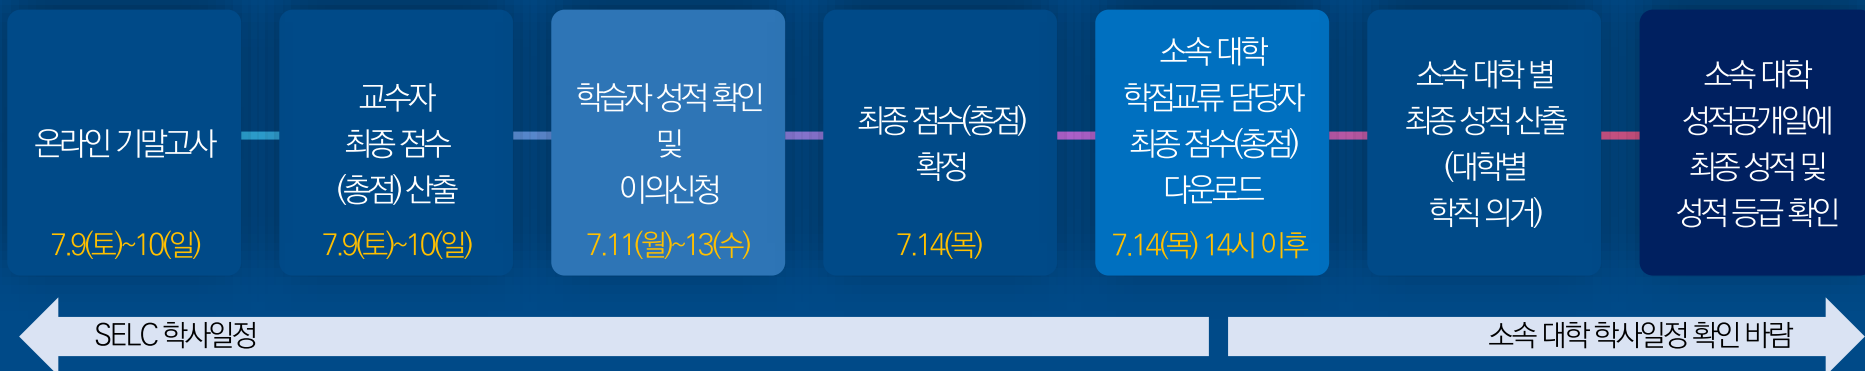 온라인 기말고사
7.9(토)~10(일)
교수자
최종 점수
(총점) 산출
7.9(토)~10(일)
학습자 성적 확인
및
이의신청
7.11(월)~13(수)
최종 점수(총점)
확정
7.14(목)
소속 대학
학점교류 담당자
최종 점수(총점)
다운로드
7.14(목) 14시 이후
소속 대학 별
최종 성적 산출
(대학별
학칙 의거)
소속 대학
성적공개일에
최종 성적 및
성적 등급 확인
SELC 학사일정
소속 대학 학사일정 확인 바람